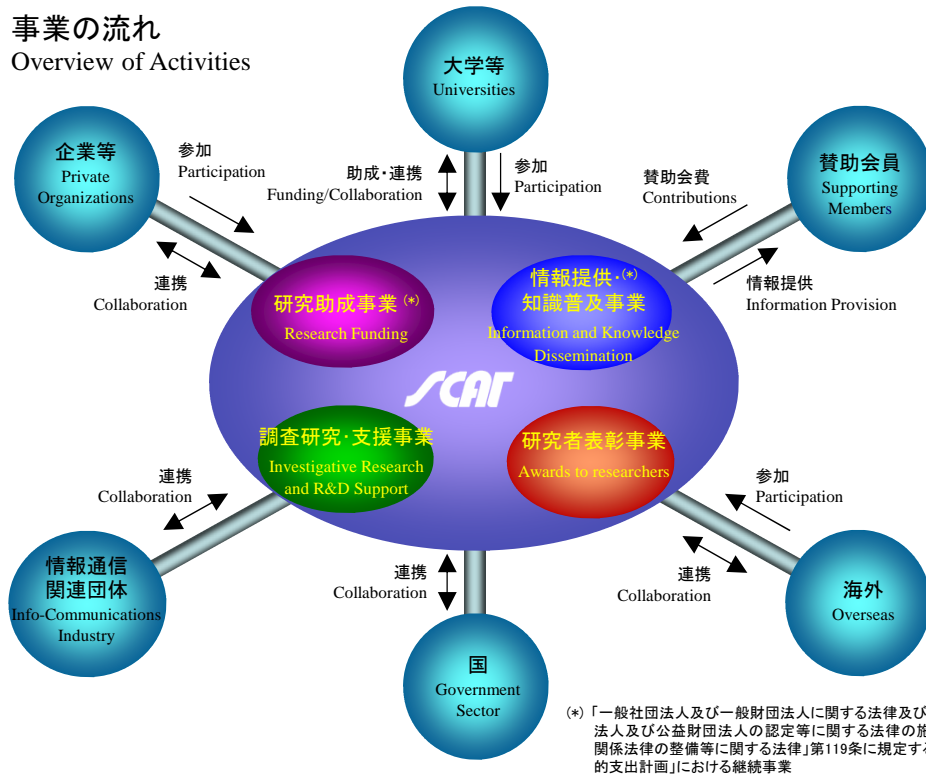 事業の流れ
Overview of Activities
大学等
Universities
企業等
Private
Organizations
参加
Participation
助成・連携
Funding/Collaboration
参加
Participation
賛助会費
Contributions
賛助会員
Supporting
Members
連携
Collaboration
情報提供
Information Provision
研究助成事業(*)
Research Funding
情報提供・(*)
知識普及事業
Information and Knowledge
Dissemination
SCAT
調査研究・支援事業
Investigative Research
and R&D Support
研究者表彰事業
Awards to researchers
連携
Collaboration
参加
Participation
情報通信
関連団体
Info-Communications
Industry
連携
Collaboration
連携
Collaboration
海外
Overseas
国
Government
Sector
(*)「一般社団法人及び一般財団法人に関する法律及び
法人及び公益財団法人の認定等に関する法律の施
関係法律の整備等に関する法律」第119条に規定する
的支出計画」における継続事業